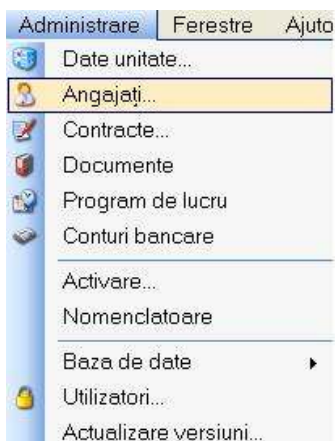 Administrare Ferestre Ajuto
Date unitate...
Angajați...
Contracte...
Documente
Program de lucru
Conturi bancare
Activare...
Nomenclatoare
Baza de date
Utilizatori...
Actualizare versiuni...